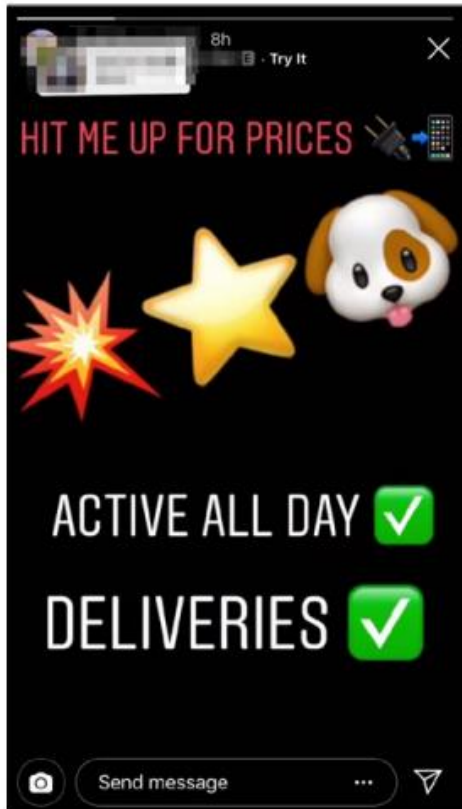 8h
Try It
HIT ME UP FOR PRICES
ACTIVE ALL DAY
DELIVERIES
Send message